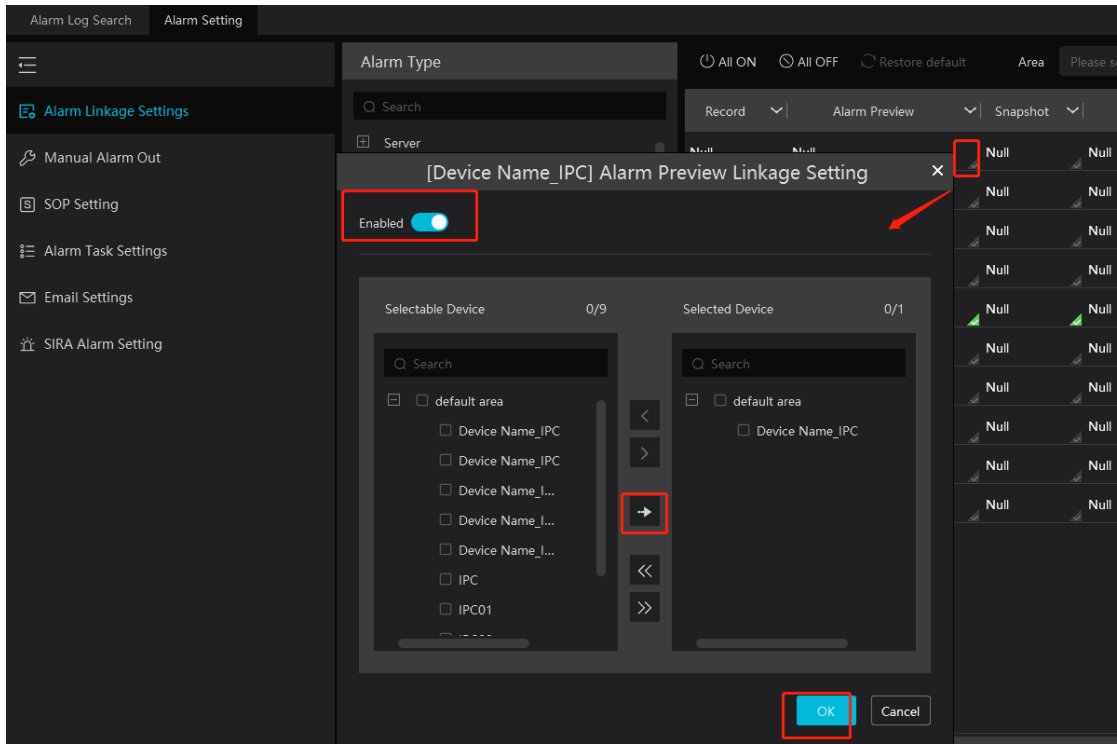 Alarm Log Search Alarm Setting
Alarm Type
All ON All OFF Restore default Area Please
Alarm Linkage Settings
Search
Record Alarm Preview Snapshot
Server
Manual Alarm Out
Null Null Null Null
[Device Name_IPC] Alarm Preview Linkage Setting
Null Null
SOP Setting
Enabled
Null Null
Alarm Task Settings
Null Null
Email Settings
Selectable Device 0/9 Selected Device 0/1
Null Null
SIRA Alarm Setting
Null Null
Search Search
Null Null
default area default area
Null Null
Device Name_IPC Device Name_IPC
Device Name_IPC
Null Null
Device Name_I...
Null Null
Device Name_I...
Device Name_I...
IPC
IPC01
OK Cancel